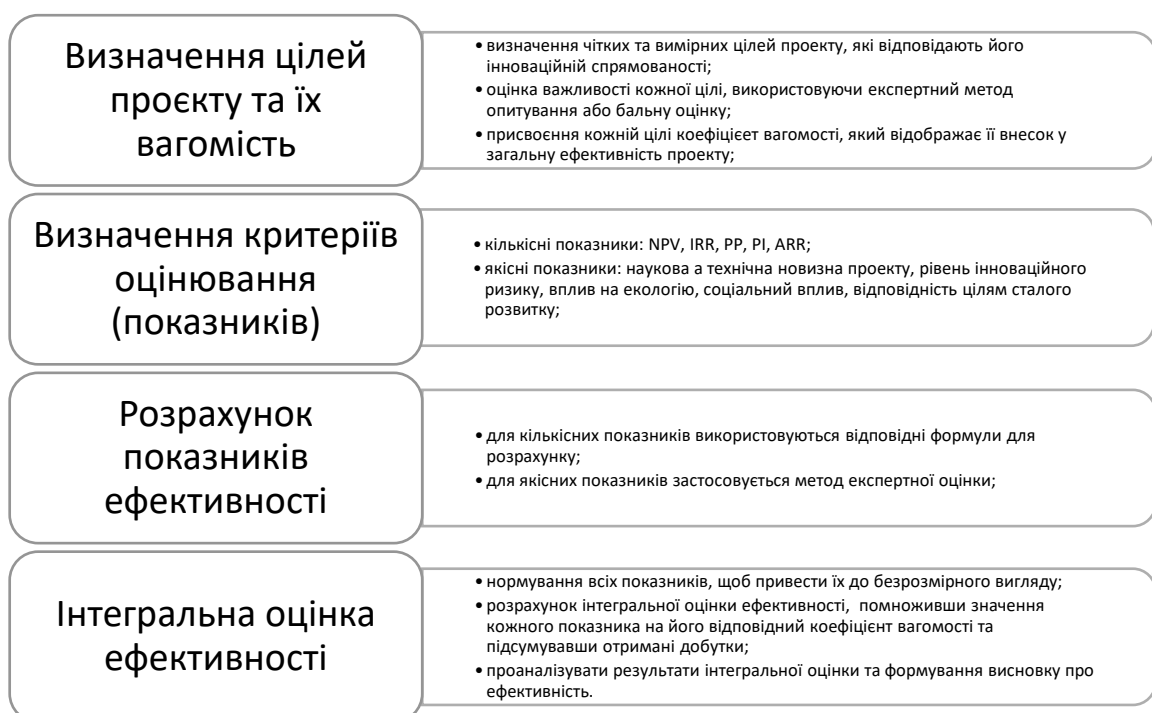 Визначення цілей
проєкту та їх
вагомість
• визначення чітких та вимірних цілей проекту, які відповідають його
інноваційній спрямованості;
• оцінка важливості кожної цілі, використовуючи експертний метод
опитування або бальну оцінку;
• присвоєння кожній цілі коефіцієет вагомості, який відображає її внесок у
загальну ефективність проекту;
Визначення критеріїв
оцінювання
(показників)
• кількісні показники: NPV, IRR, PP, PI, ARR;
• якісні показники: наукова а технічна новизна проекту, рівень інноваційного
ризику, вплив на екологію, соціальний вплив, відповідність цілям сталого
розвитку;
Розрахунок
показників
ефективності
• для кількісних показників використовуються відповідні формули для
розрахунку;
• для якісних показників застосовується метод експертної оцінки;
Інтегральна оцінка
ефективності
• нормування всіх показників, щоб привести їх до безрозмірного вигляду;
• розрахунок інтегральної оцінки ефективності, помноживши значення
кожного показника на його відповідний коефіцієнт вагомості та
підсумувавши отримані добутки;
• проаналізувати результати інтегральної оцінки та формування висновку про
ефективність.